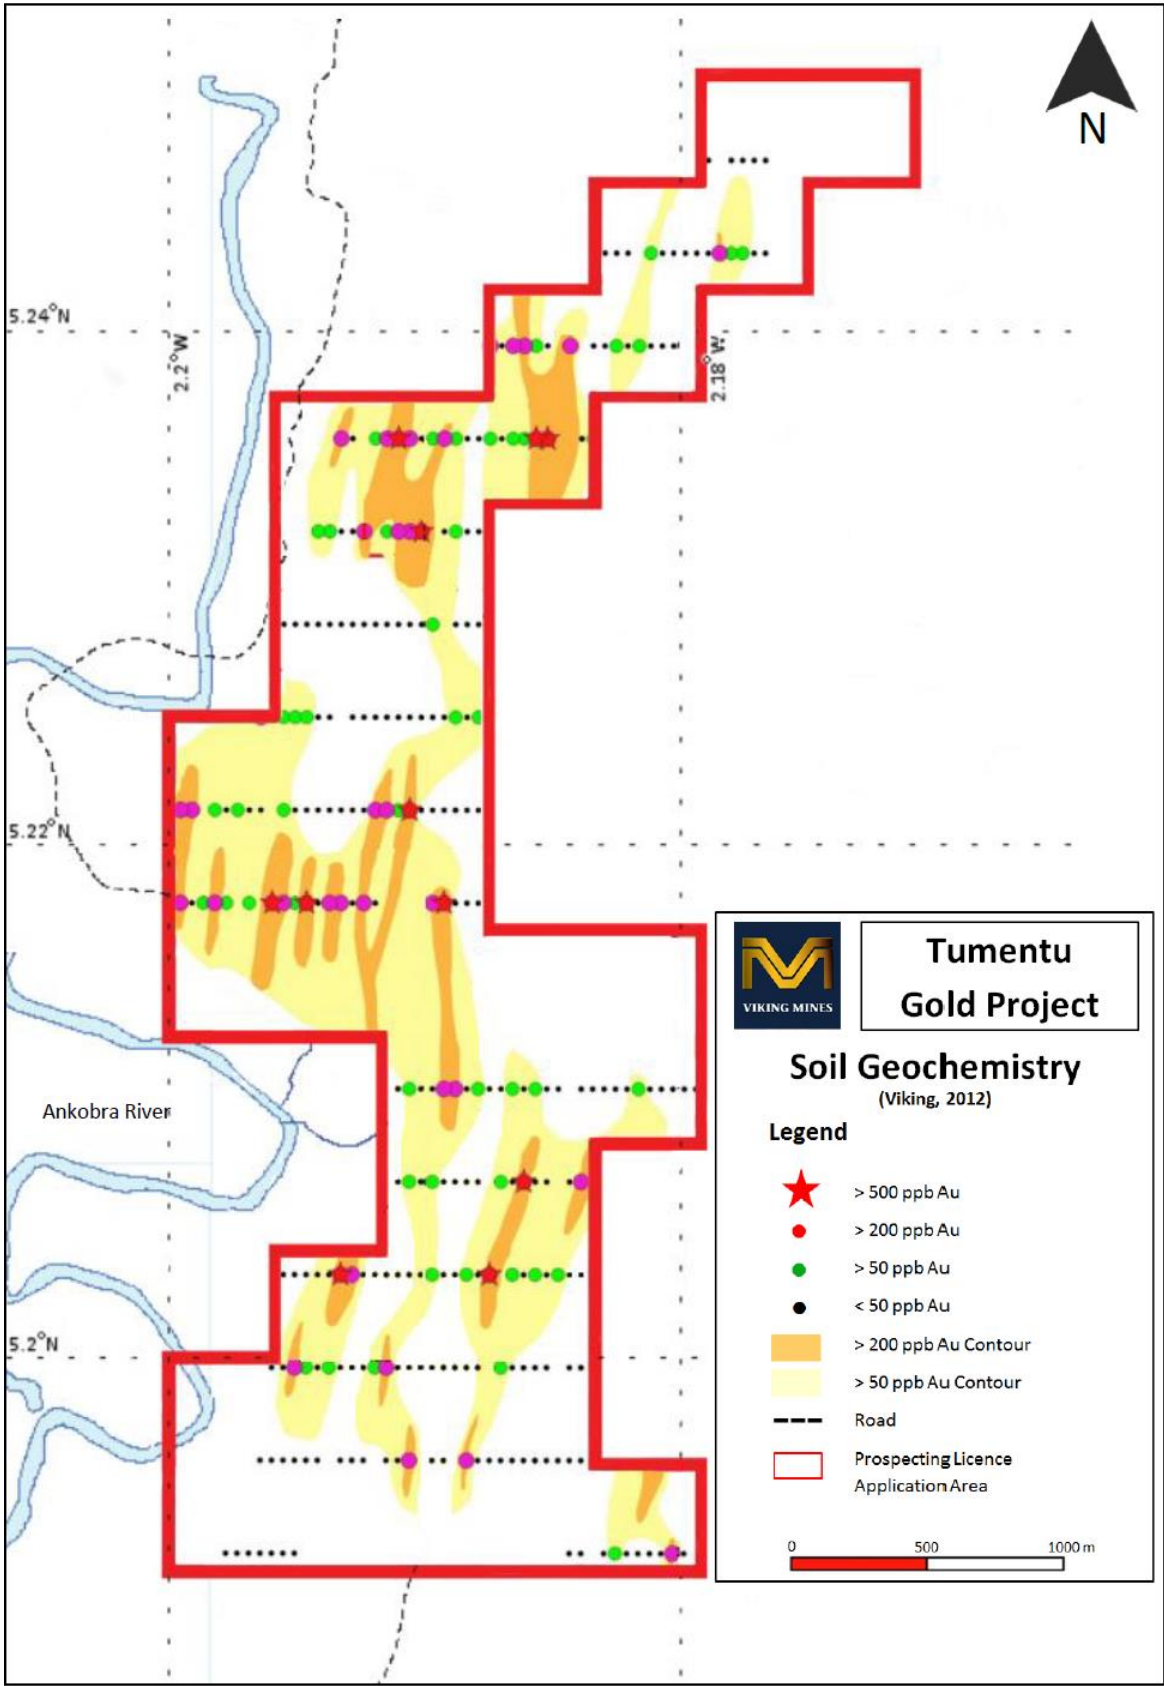 N
5.24°N
2.2°W
2.18°W
5.22°N
VIKING MINES
Tumentu
Gold Project
Soil Geochemistry
(Viking, 2012)
Legend
> 500 ppb Au
> 200 ppb Au
> 50 ppb Au
< 50 ppb Au
> 200 ppb Au Contour
> 50 ppb Au Contour
Road
Prospecting Licence
Application Area
0 500 1000 m
Ankobra River
5.2°N